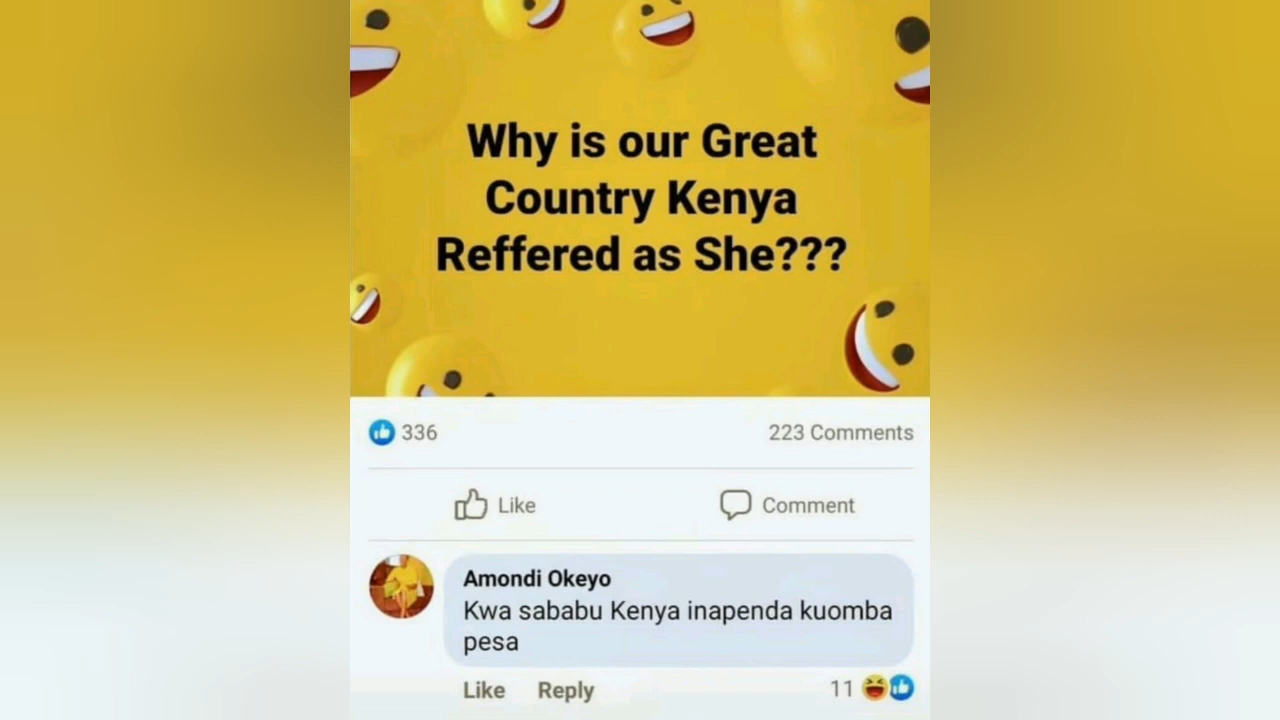 Why is our Great
Country Kenya
Reffered as She???
336
223 Comments
Like
Comment
Amondi Okeyo
Kwa sababu Kenya inapenda kuomba
pesa
Like
Reply
11